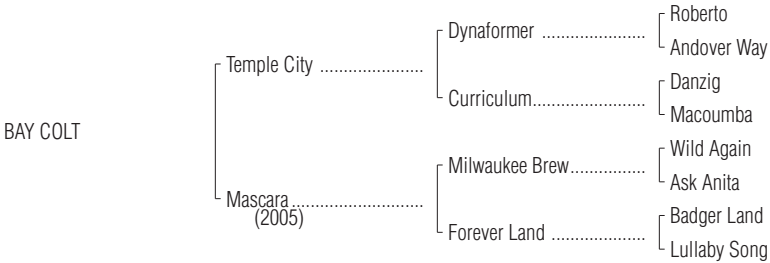 Roberto
Dynaformer ......................
Andover Way
Temple City ......................
Danzig
Curriculum........................
Macoumba
BAY COLT
Wild Again
Milwaukee Brew................
Ask Anita
Mascara............................
(2005)
Badger Land
Forever Land ....................
Lullaby Song